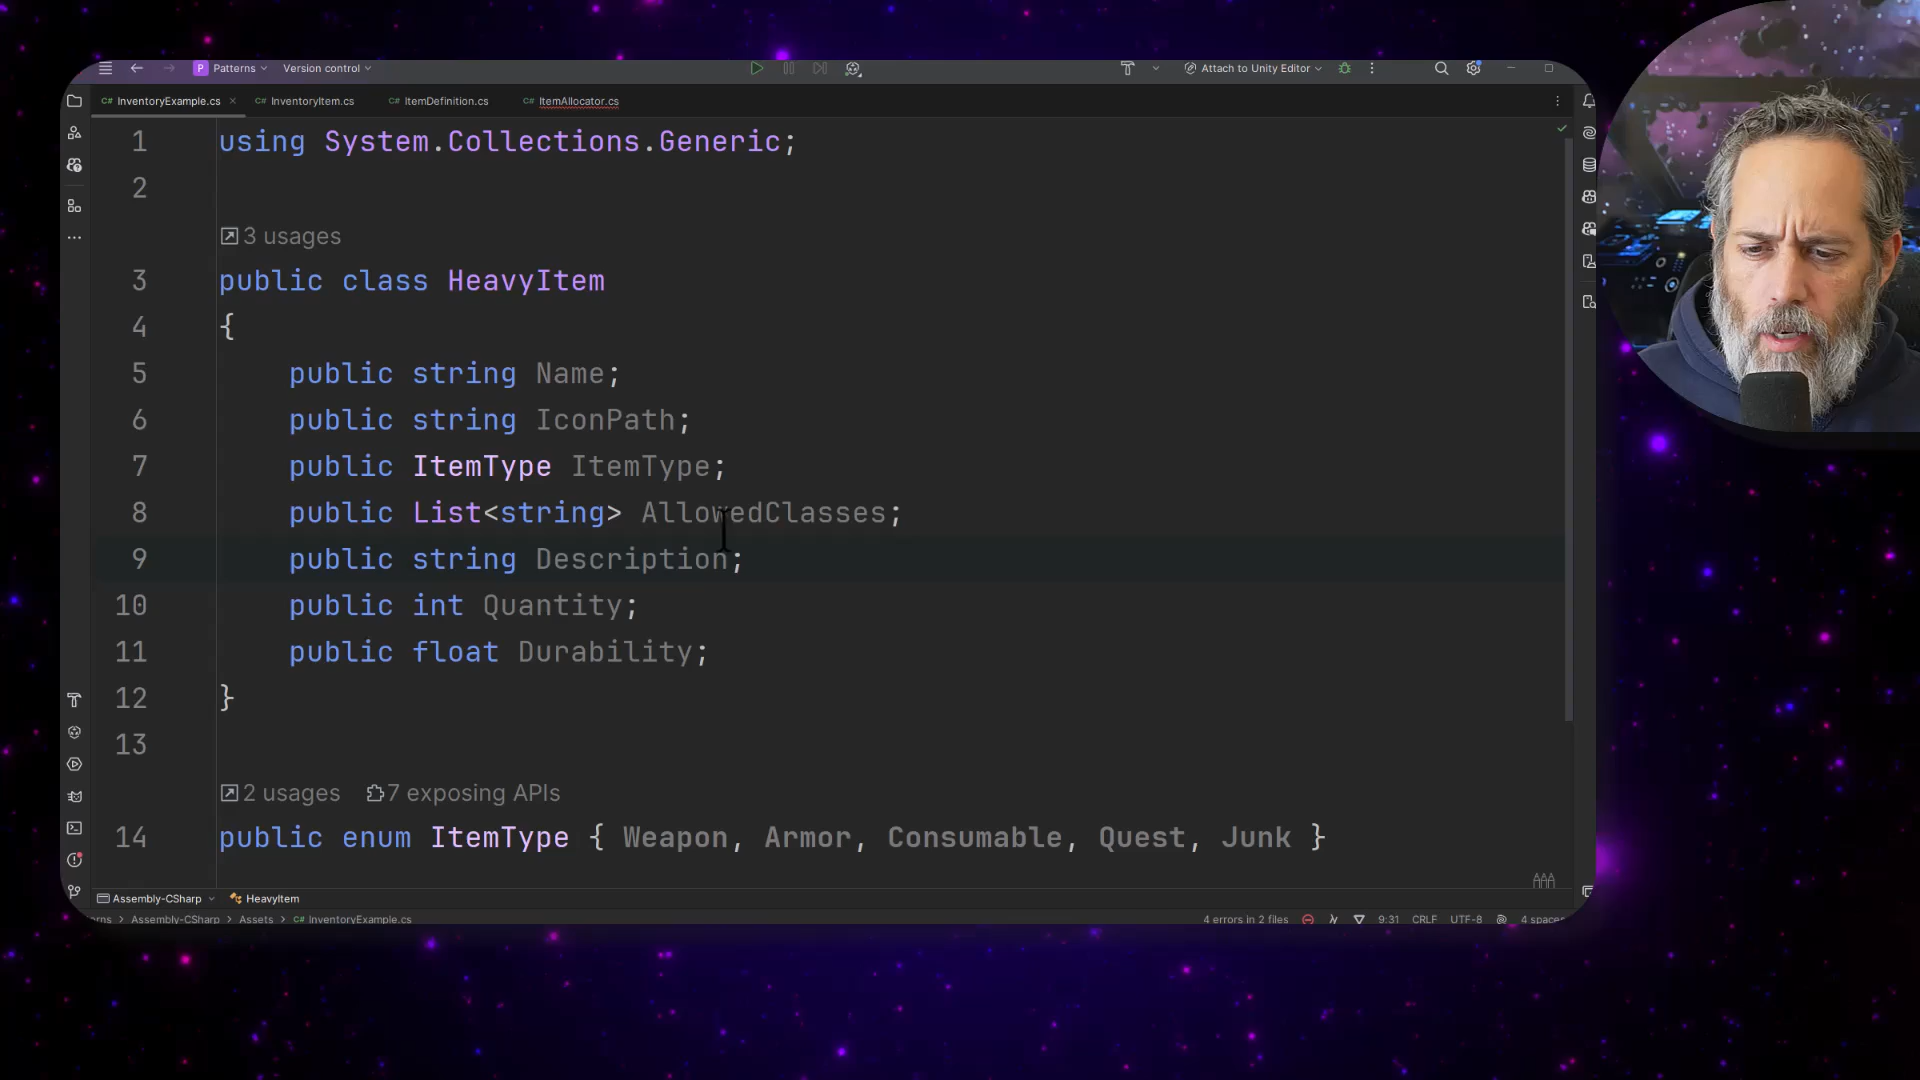 Patterns Version control Attach to Unity Editor
InventoryExample.cs InventoryItem.cs ItemDefinition.cs ItemAllocator.cs
1 using System.Collections.Generic;
2
3 usages
3 public class HeavyItem
4 {
5 public string Name;
6 public string IconPath;
7 public ItemType ItemType;
8 public List<string> AllowedClasses;
9 public string Description;
10 public int Quantity;
11 public float Durability;
12 }
13
2 usages 7 exposing APIs
14 public enum ItemType { Weapon, Armor, Consumable, Quest, Junk }
Assembly-CSharp HeavyItem
Assembly-CSharp Assets InventoryExample.cs 4 errors in 2 files 9:31 CRLF UTF-8